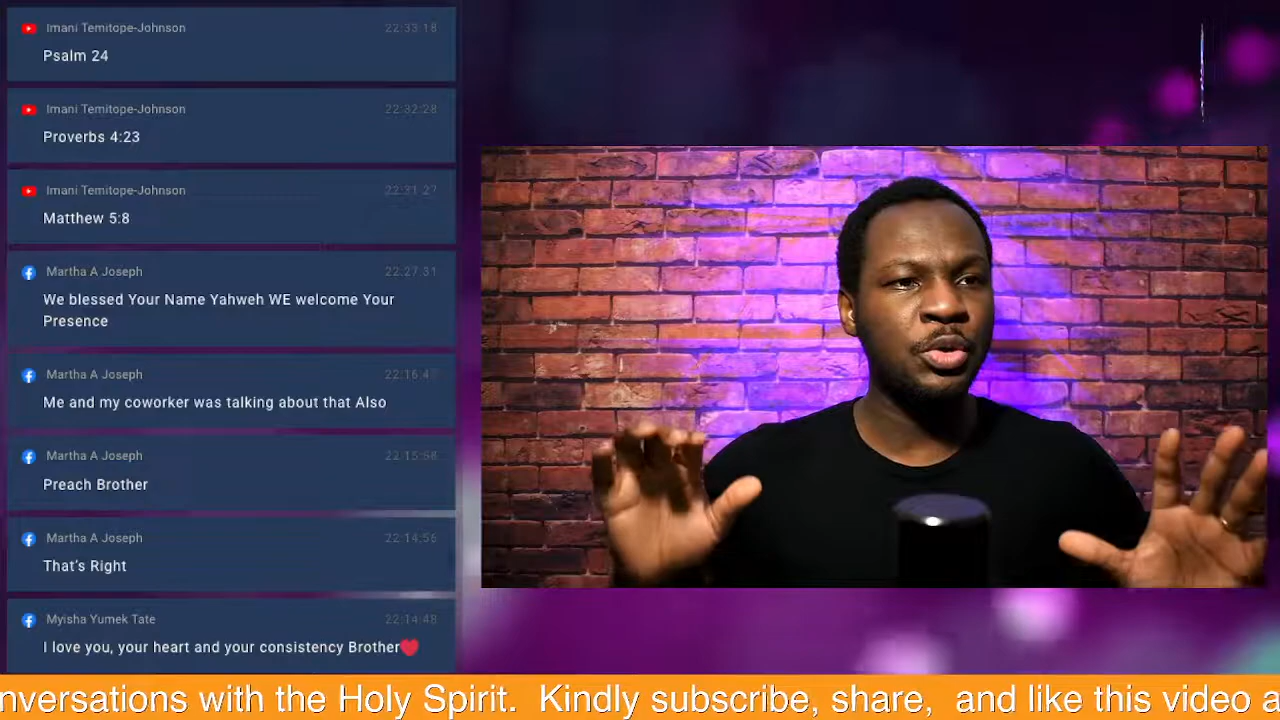 Imani Temitope-Johnson 22:33:18
Psalm 24
Imani Temitope-Johnson 22:32:28
Proverbs 4:23
Imani Temitope-Johnson 22:31:27
Matthew 5:8
Martha A Joseph 22:27:31
We blessed Your Name Yahweh WE welcome Your
Presence
Martha A Joseph
Me and my coworker was talking about that Also
Martha A Joseph
Preach Brother
Martha A Joseph 22:14:56
That's Right
Myisha Yumek Tate 22:14:48
I love you, your heart and your consistency Brother❤️
nversations with the Holy Spirit. Kindly subscribe, share, and like this video a